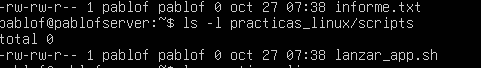 -rw-rw-r-- 1 pablof pablof 0 oct 27 07:38 informe.txt
pablof@pablofserver:~$ ls -l practicas_linux/scripts
total 0
-rw-rw-r-- 1 pablof pablof 0 oct 27 07:38 lanzar_app.sh